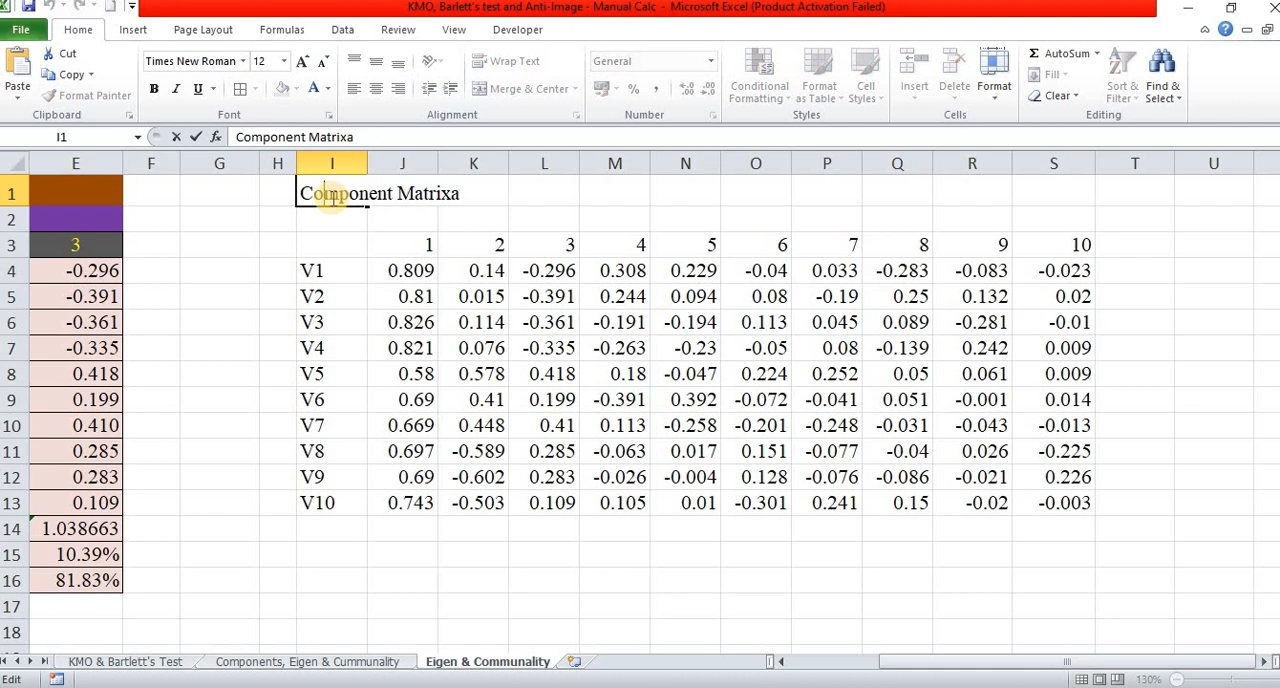 KMO, Barlett's test and Anti-Image - Manual Calc - Microsoft Excel (Product Activation Failed)
File Home Insert Page Layout Formulas Data Review View Developer
Paste Cut Copy Format Painter
Times New Roman 12
Wrap Text Merge & Center
General
Conditional Formatting Format as Table Cell Styles
Insert Delete Format
Σ AutoSum Fill Clear Sort & Filter Find & Select
Clipboard Font Alignment Number Styles Cells Editing
I1 fx Component Matrixa
E F G H I J K L M N O P Q R S T U
1 Component Matrixa
2
3 3 1 2 3 4 5 6 7 8 9 10
4 -0.296 V1 0.809 0.14 -0.296 0.308 0.229 -0.04 0.033 -0.283 -0.083 -0.023
5 -0.391 V2 0.81 0.015 -0.391 0.244 0.094 0.08 -0.19 0.25 0.132 0.02
6 -0.361 V3 0.826 0.114 -0.361 -0.191 -0.194 0.113 0.045 0.089 -0.281 -0.01
7 -0.335 V4 0.821 0.076 -0.335 -0.263 -0.23 -0.05 0.08 -0.139 0.242 0.009
8 0.418 V5 0.58 0.578 0.418 0.18 -0.047 0.224 0.252 0.05 0.061 0.009
9 0.199 V6 0.69 0.41 0.199 -0.391 0.392 -0.072 -0.041 0.051 -0.001 0.014
10 0.410 V7 0.669 0.448 0.41 0.113 -0.258 -0.201 -0.248 -0.031 -0.043 -0.013
11 0.285 V8 0.697 -0.589 0.285 -0.063 0.017 0.151 -0.077 -0.04 0.026 -0.225
12 0.283 V9 0.69 -0.602 0.283 -0.026 -0.004 0.128 -0.076 -0.086 -0.021 0.226
13 0.109 V10 0.743 -0.503 0.109 0.105 0.01 -0.301 0.241 0.15 -0.02 -0.003
14 1.038663
15 10.39%
16 81.83%
17
18
KMO & Bartlett's Test Components, Eigen & Cummunality Eigen & Communality
Edit 130%